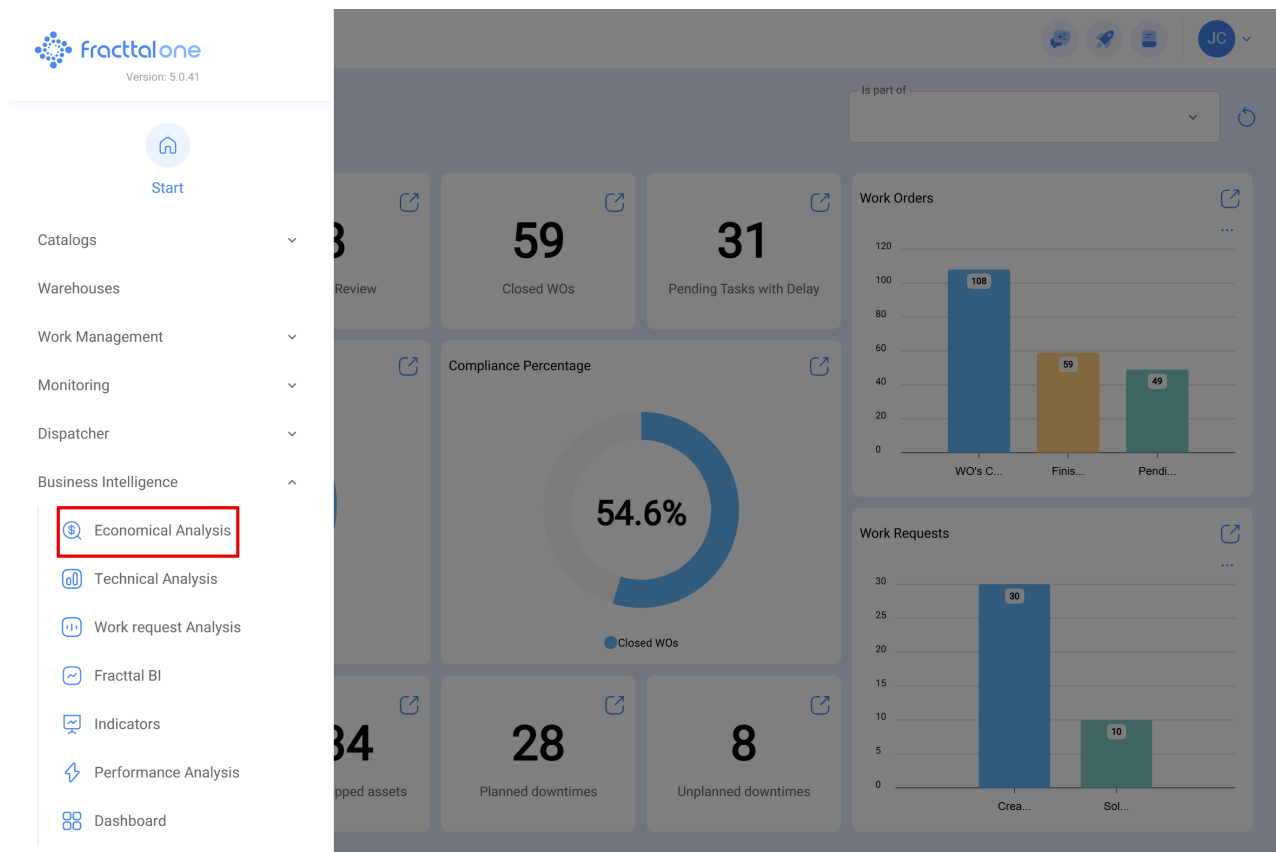 fracttal one
Version: 5.0.41
Start
Catalogs
Warehouses
Work Management
Monitoring
Dispatcher
Business Intelligence
Economical Analysis
Technical Analysis
Work request Analysis
Fracttal BI
Indicators
Performance Analysis
Dashboard
JC
Is part of
Review
59
Closed WOs
31
Pending Tasks with Delay
Compliance Percentage
54.6%
Closed WOs
34
pped assets
28
Planned downtimes
8
Unplanned downtimes
Work Orders
...
120
100
80
60
40
20
0
108
59
49
WO's C...
Finis...
Pendi...
Work Requests
...
30
25
20
15
10
5
0
30
10
Crea...
Sol...